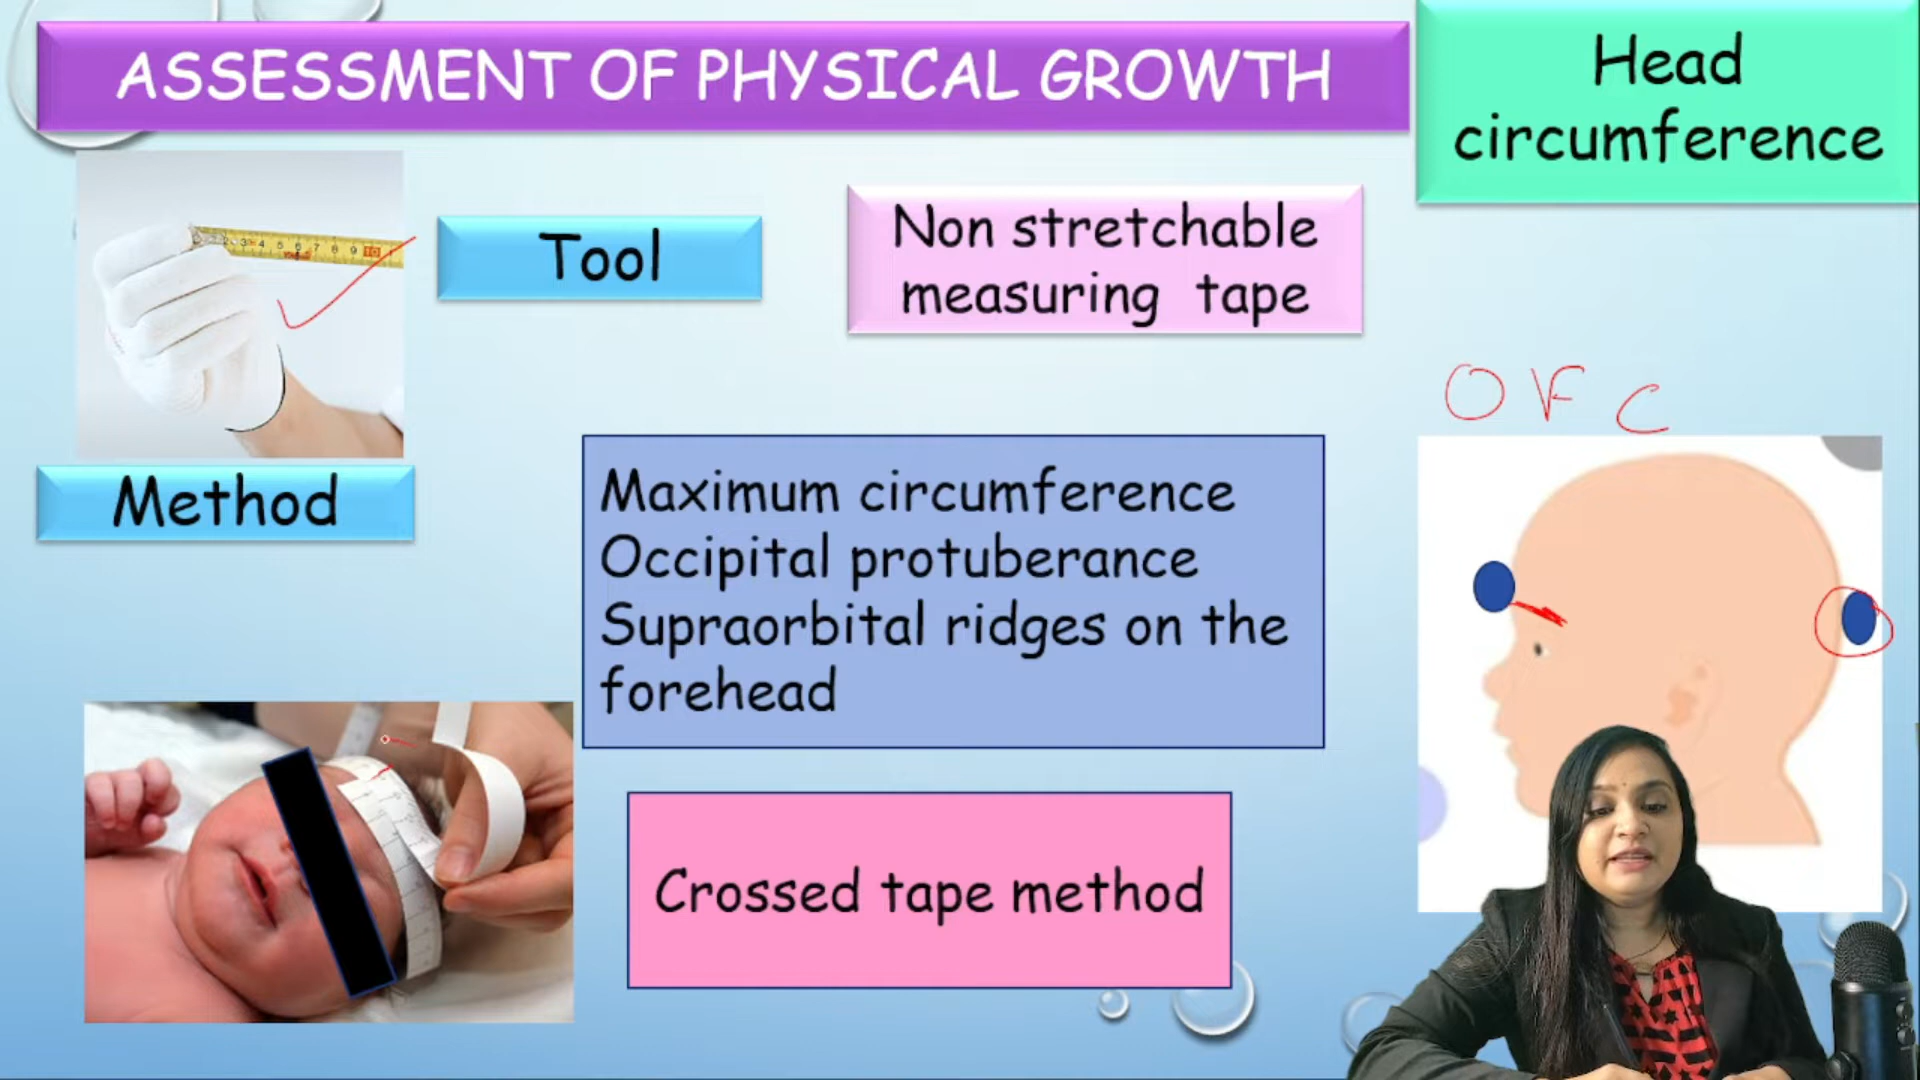 ASSESSMENT OF PHYSICAL GROWTH
Head
circumference
Tool
Non stretchable
measuring tape
O F C
Method
Maximum circumference
Occipital protuberance
Supraorbital ridges on the
forehead
Crossed tape method